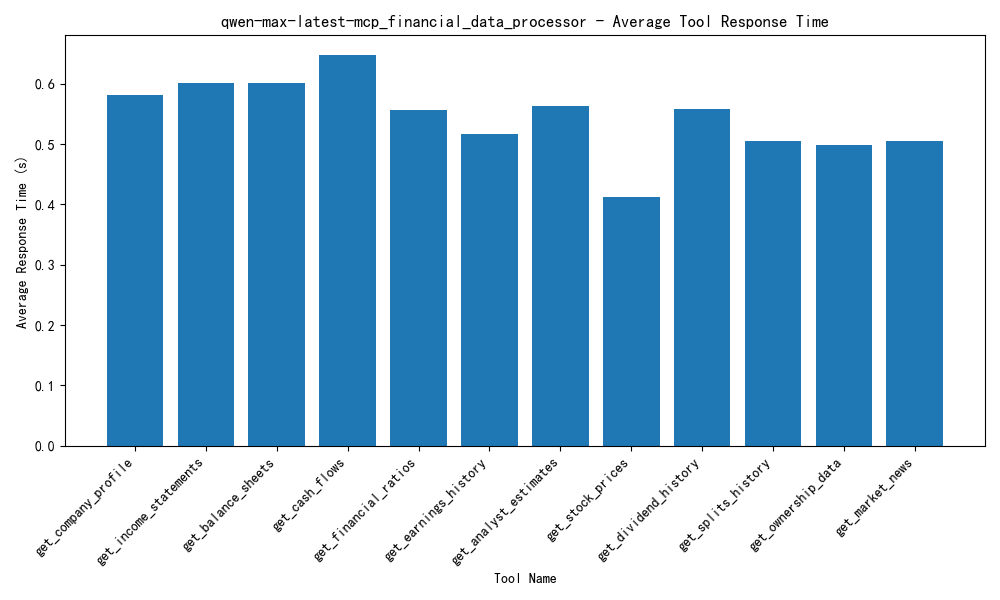 qwen-max-latest-mcp_financial_data_processor - Average Tool Response Time
Average Response Time (s)
0.6
0.5
0.4
0.3
0.2
0.1
0.0
get_company_profile
get_income_statements
get_balance_sheets
get_cash_flows
get_financial_ratios
get_earnings_history
get_analyst_estimates
get_stock_prices
get_dividend_history
get_splits_history
get_ownership_data
get_market_news
Tool Name